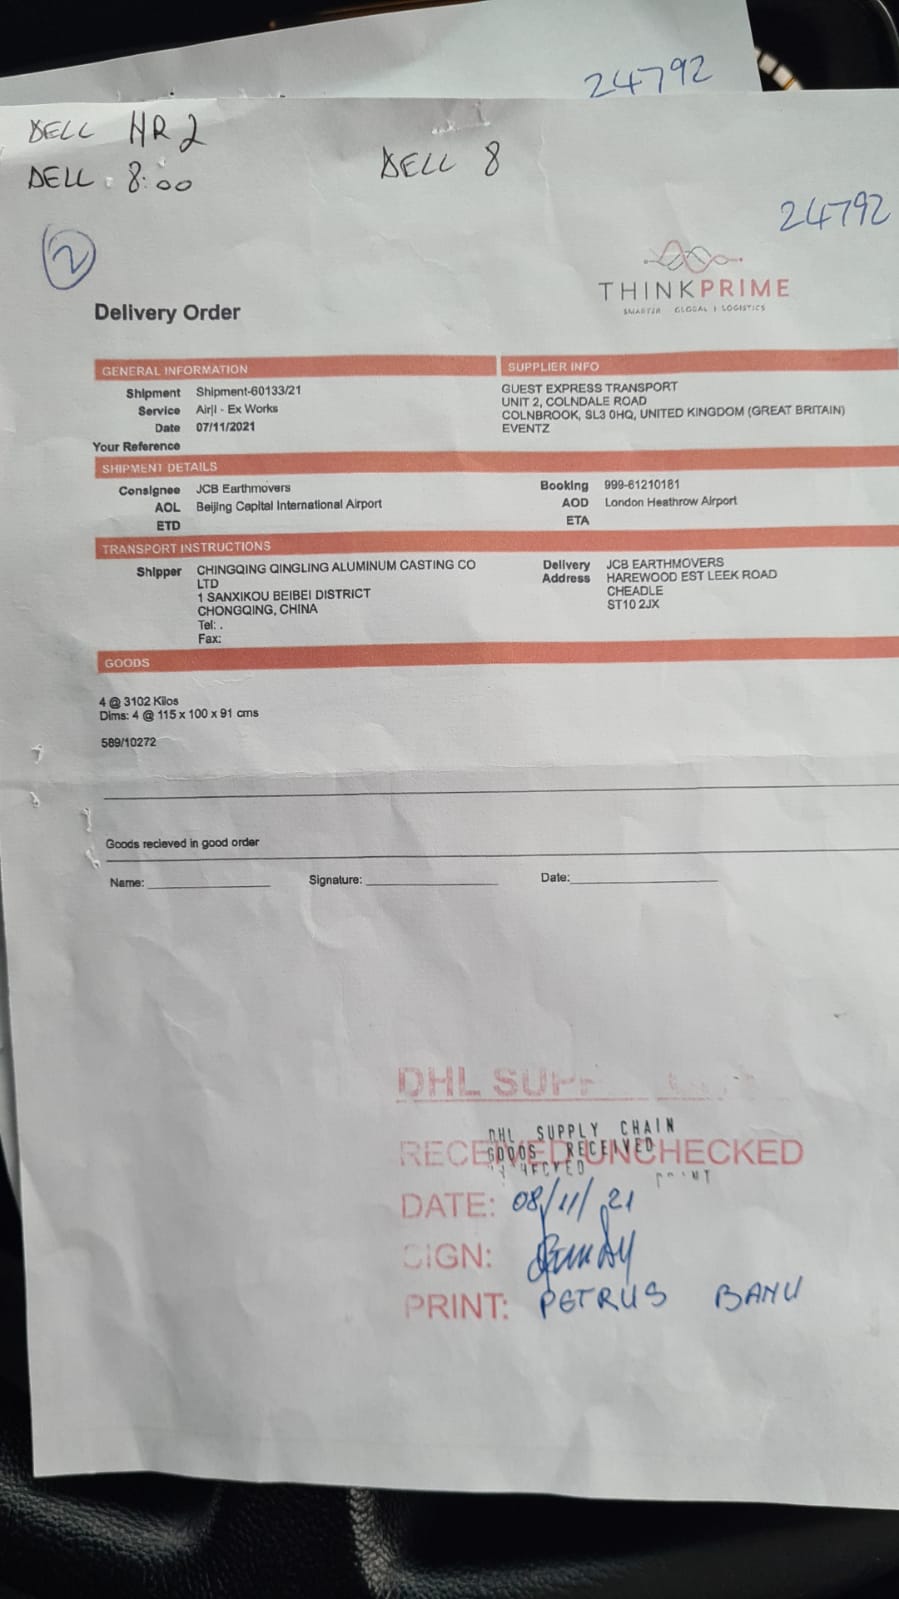 24792
DELL HR2
DELL 8:00
DELL 8
24792
2
THINKPRIME
SMARTER GLOBAL | LOGISTICS
Delivery Order
GENERAL INFORMATION
Shipment Shipment-60133/21
Service Air|I - Ex Works
Date 07/11/2021
Your Reference
SUPPLIER INFO
GUEST EXPRESS TRANSPORT
UNIT 2, COLNDALE ROAD
COLNBROOK, SL3 0HQ, UNITED KINGDOM (GREAT BRITAIN)
EVENTZ
SHIPMENT DETAILS
Consignee JCB Earthmovers
AOL Beijing Capital International Airport
ETD
Booking 999-61210181
AOD London Heathrow Airport
ETA
TRANSPORT INSTRUCTIONS
Shipper CHINGQING QINGLING ALUMINUM CASTING CO
LTD
1 SANXIKOU BEIBEI DISTRICT
CHONGQING, CHINA
Tel: .
Fax:
Delivery JCB EARTHMOVERS
Address HAREWOOD EST LEEK ROAD
CHEADLE
ST10 2JX
GOODS
4 @ 3102 Kilos
Dims: 4 @ 115 x 100 x 91 cms
589/10272
Goods recieved in good order
Name: Signature: Date:
DHL
DHL SUPPLY CHAIN
GOODS RECEIVED
RECEIVED UNCHECKED
DATE: 08/11/21
SIGN:
PRINT: PETRUS BANU